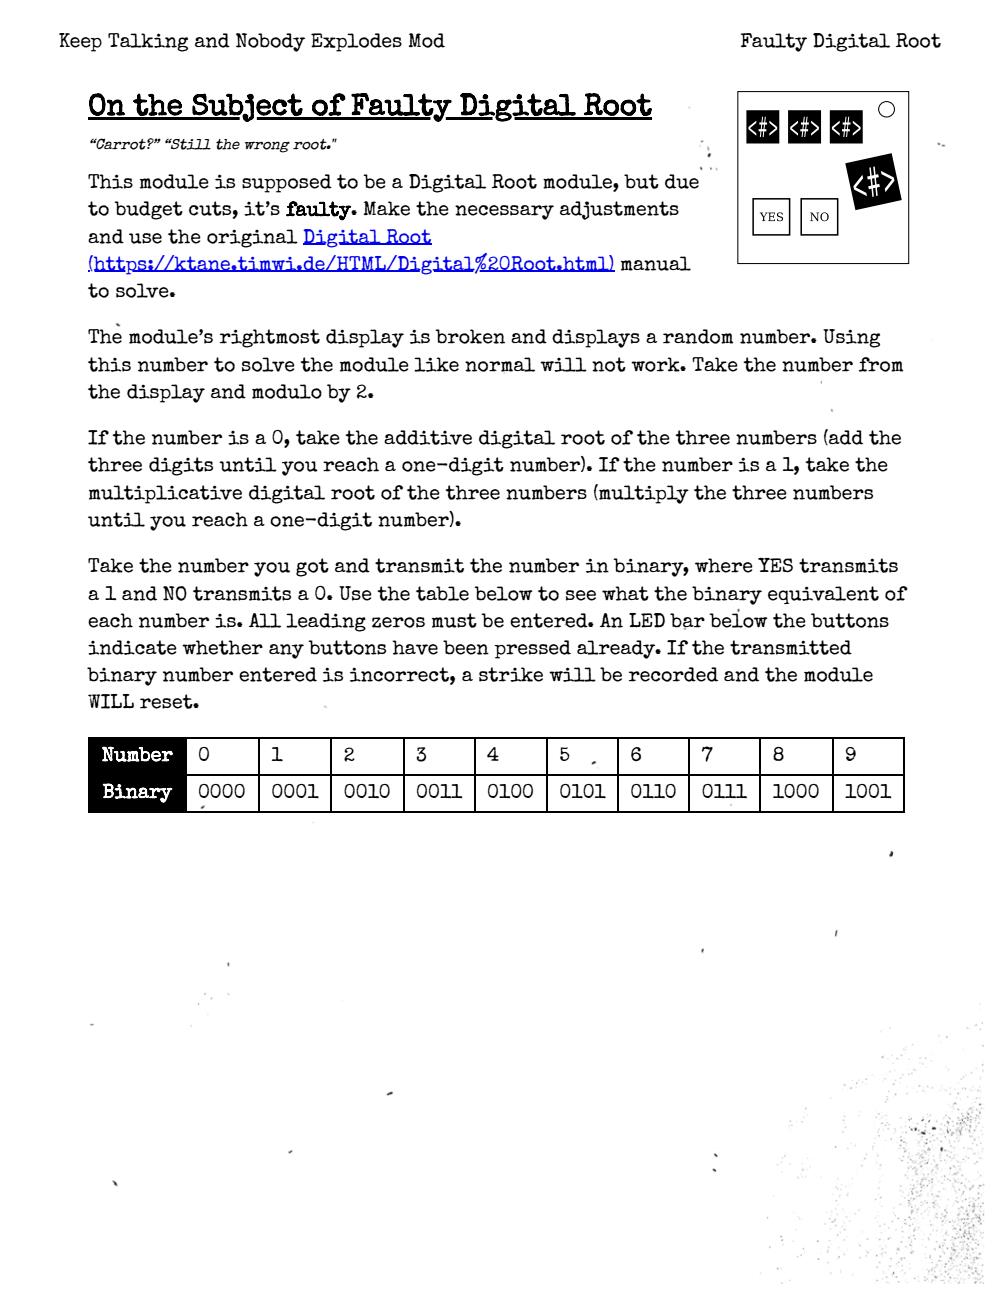 Keep Talking and Nobody Explodes Mod
Faulty Digital Root
On the Subject of Faulty Digital Root
<#> <#> <#>
“Carrot?” “Still the wrong root."
This module is supposed to be a Digital Root module, but due
<#>
to budget cuts, it’s faulty. Make the necessary adjustments
YES NO
and use the original Digital Root
(https://ktane.timwi.de/HTML/Digital%20Root.html) manual
to solve.
The module’s rightmost display is broken and displays a random number. Using
this number to solve the module like normal will not work. Take the number from
the display and modulo by 2.
If the number is a 0, take the additive digital root of the three numbers (add the
three digits until you reach a one-digit number). If the number is a 1, take the
multiplicative digital root of the three numbers (multiply the three numbers
until you reach a one-digit number).
Take the number you got and transmit the number in binary, where YES transmits
a 1 and NO transmits a 0. Use the table below to see what the binary equivalent of
each number is. All leading zeros must be entered. An LED bar below the buttons
indicate whether any buttons have been pressed already. If the transmitted
binary number entered is incorrect, a strike will be recorded and the module
WILL reset.
Number 0 1 2 3 4 5 6 7 8 9
Binary 0000 0001 0010 0011 0100 0101 0110 0111 1000 1001